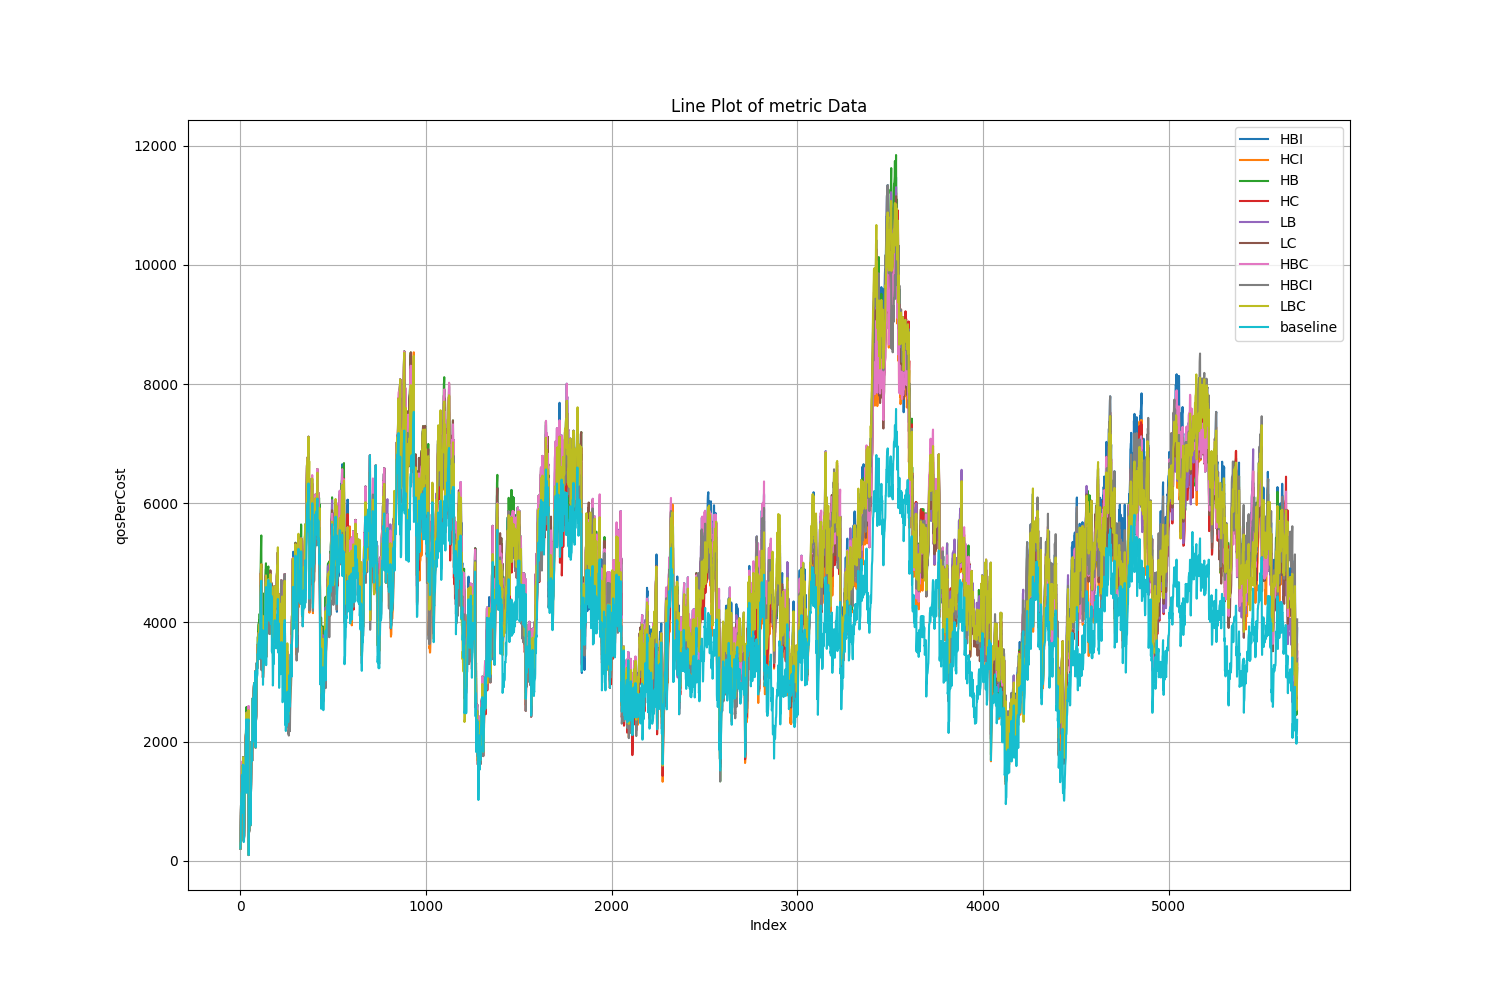 Line Plot of metric Data
12000
10000
8000
6000
4000
2000
0
qosPerCost
HBI
HCI
HB
HC
LB
LC
HBC
HBCI
LBC
baseline
0 1000 2000 3000 4000 5000
Index